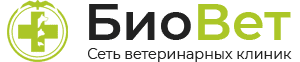 БиоВет
Сеть ветеринарных клиник